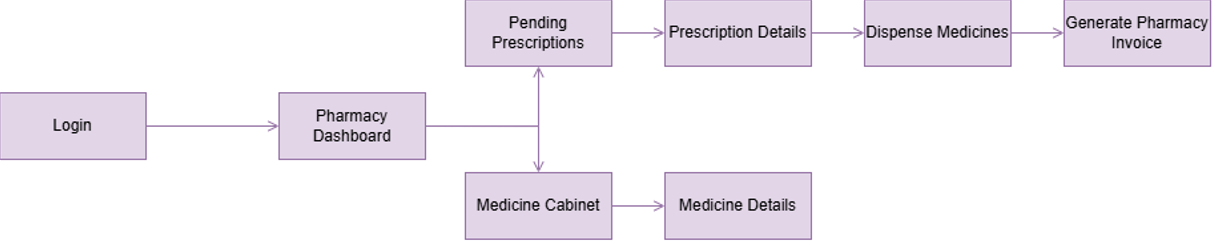 Pending
Prescriptions
Prescription Details
Dispense Medicines
Generate Pharmacy
Invoice
Login
Pharmacy
Dashboard
Medicine Cabinet
Medicine Details